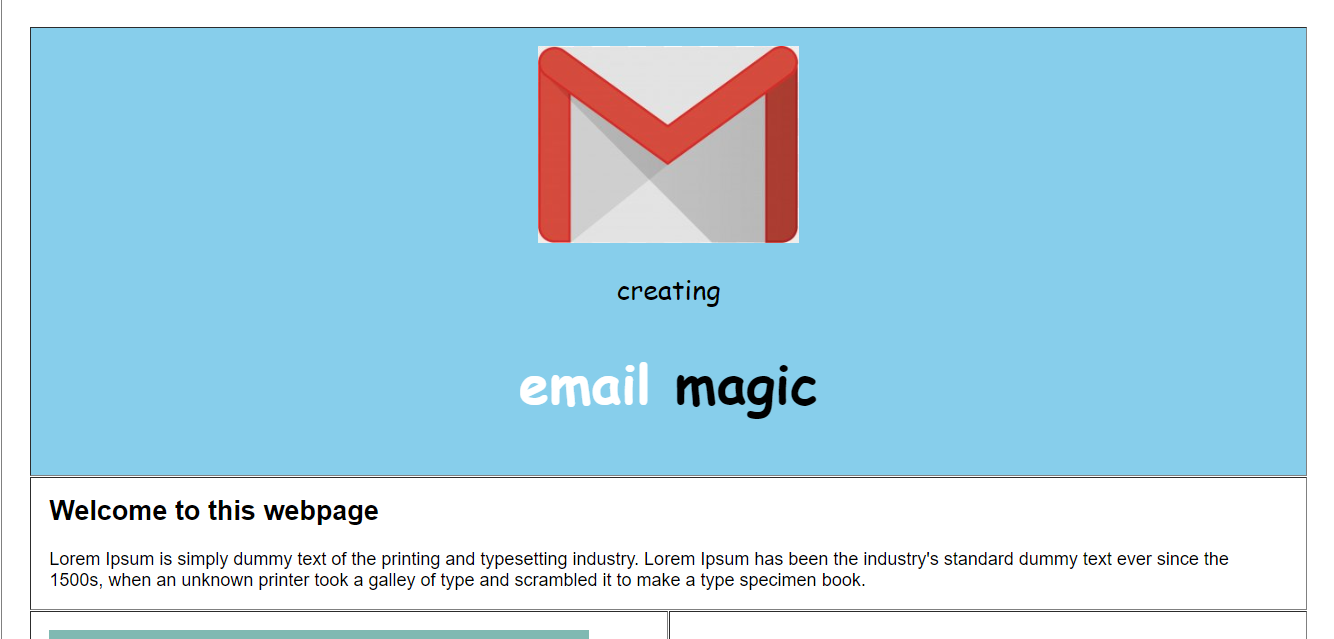 creating
email magic
Welcome to this webpage
Lorem Ipsum is simply dummy text of the printing and typesetting industry. Lorem Ipsum has been the industry's standard dummy text ever since the
1500s, when an unknown printer took a galley of type and scrambled it to make a type specimen book.